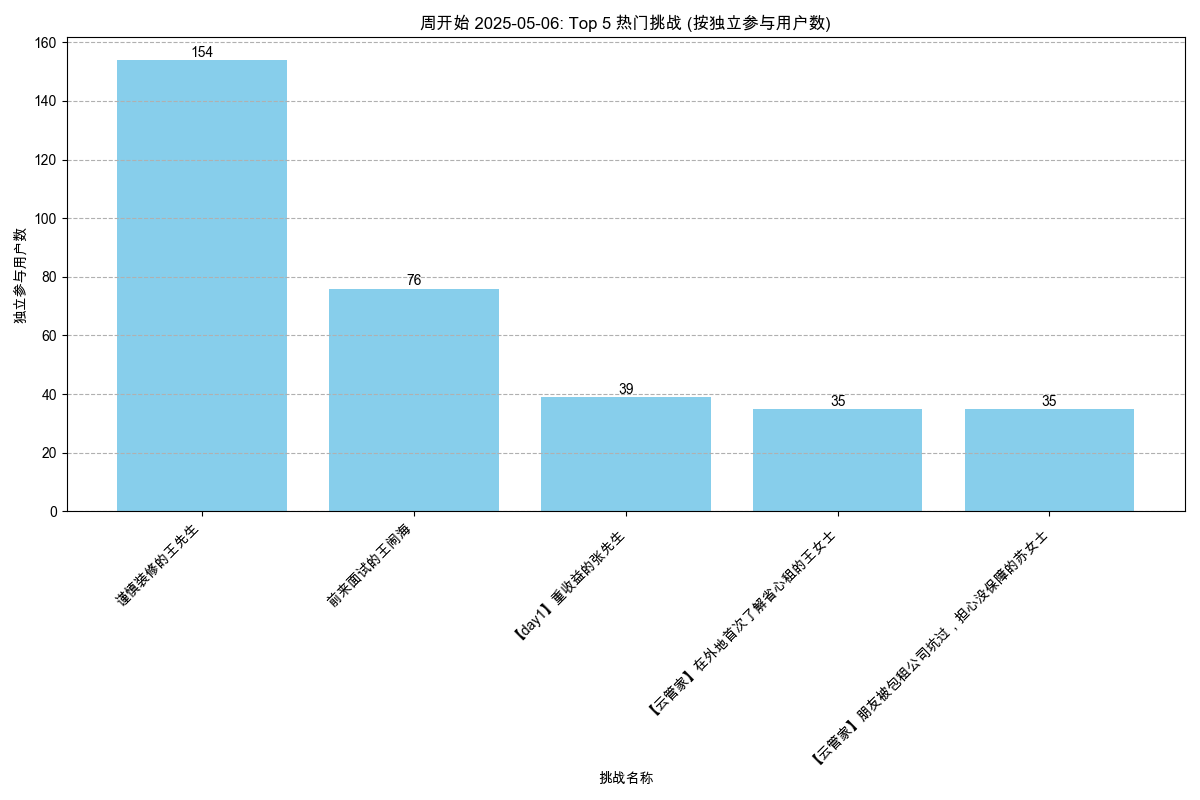 周开始 2025-05-06: Top 5 热门挑战 (按独立参与用户数)
独立参与用户数
160
140
120
100
80
60
40
20
0
154
76
39
35
35
谨慎装修的王先生
前来面试的王闹海
【day1】重收益的张先生
【云管家】在外地首次了解省心租的王女士
【云管家】朋友被包租公司坑过，担心没保障的苏女士
挑战名称